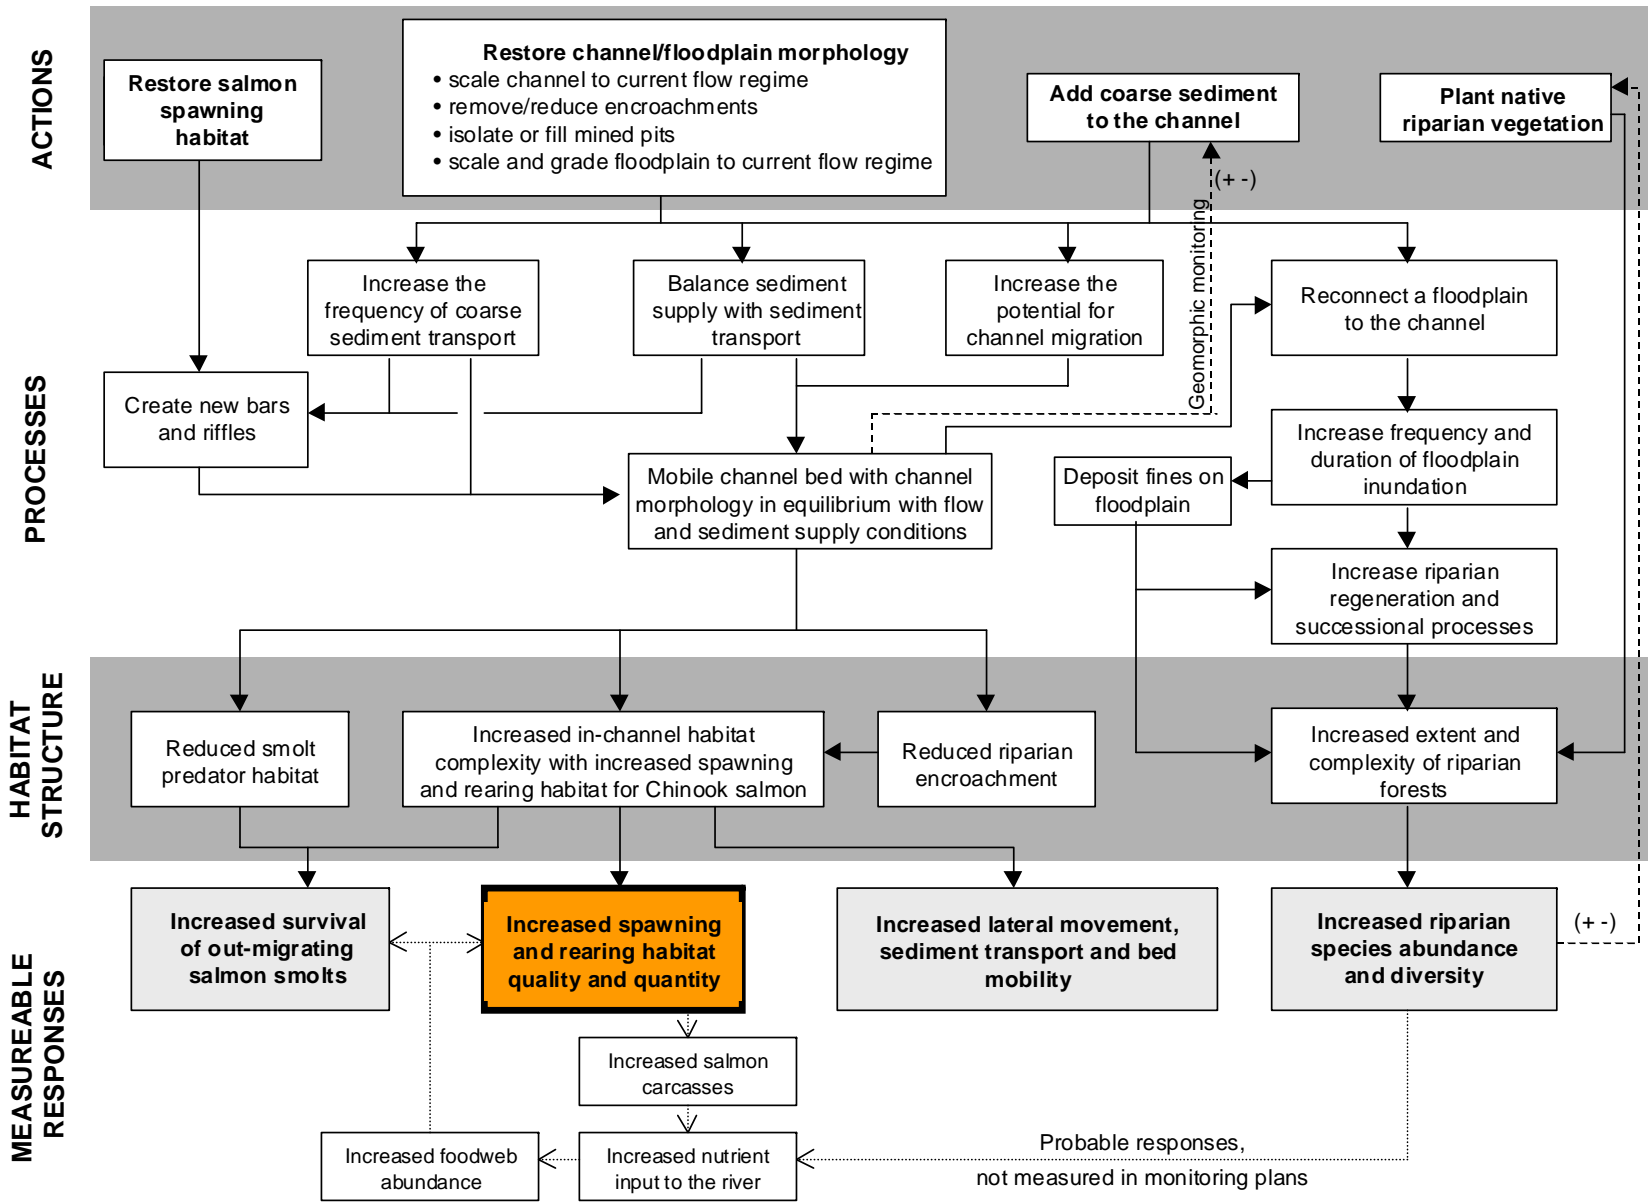 ACTIONS
Restore salmon
spawning
habitat
Restore channel/floodplain morphology
• scale channel to current flow regime
• remove/reduce encroachments
• isolate or fill mined pits
• scale and grade floodplain to current flow regime
Add coarse sediment
to the channel
Plant native
riparian vegetation
(+ -)
Geomorphic monitoring
PROCESSES
Increase the
frequency of coarse
sediment transport
Balance sediment
supply with sediment
transport
Increase the
potential for
channel migration
Reconnect a floodplain
to the channel
Create new bars
and riffles
Mobile channel bed with channel
morphology in equilibrium with flow
and sediment supply conditions
Deposit fines on
floodplain
Increase frequency and
duration of floodplain
inundation
Increase riparian
regeneration and
successional processes
HABITAT
STRUCTURE
Reduced smolt
predator habitat
Increased in-channel habitat
complexity with increased spawning
and rearing habitat for Chinook salmon
Reduced riparian
encroachment
Increased extent and
complexity of riparian
forests
MEASUREABLE
RESPONSES
Increased survival
of out-migrating
salmon smolts
Increased spawning
and rearing habitat
quality and quantity
Increased lateral movement,
sediment transport and bed
mobility
Increased riparian
species abundance
and diversity
(+ -)
Increased salmon
carcasses
Increased foodweb
abundance
Increased nutrient
input to the river
Probable responses,
not measured in monitoring plans